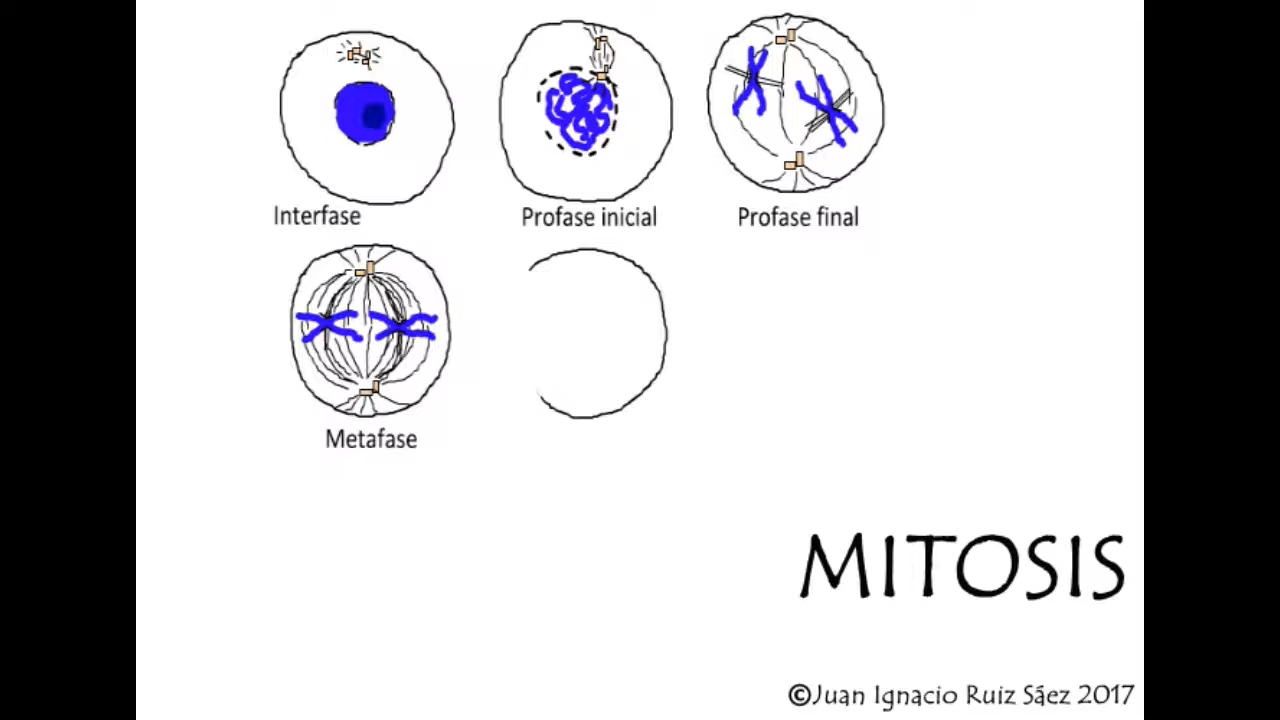 Interfase
Profase inicial
Profase final
Metafase
MITOSIS
©Juan Ignacio Ruiz Sáez 2017